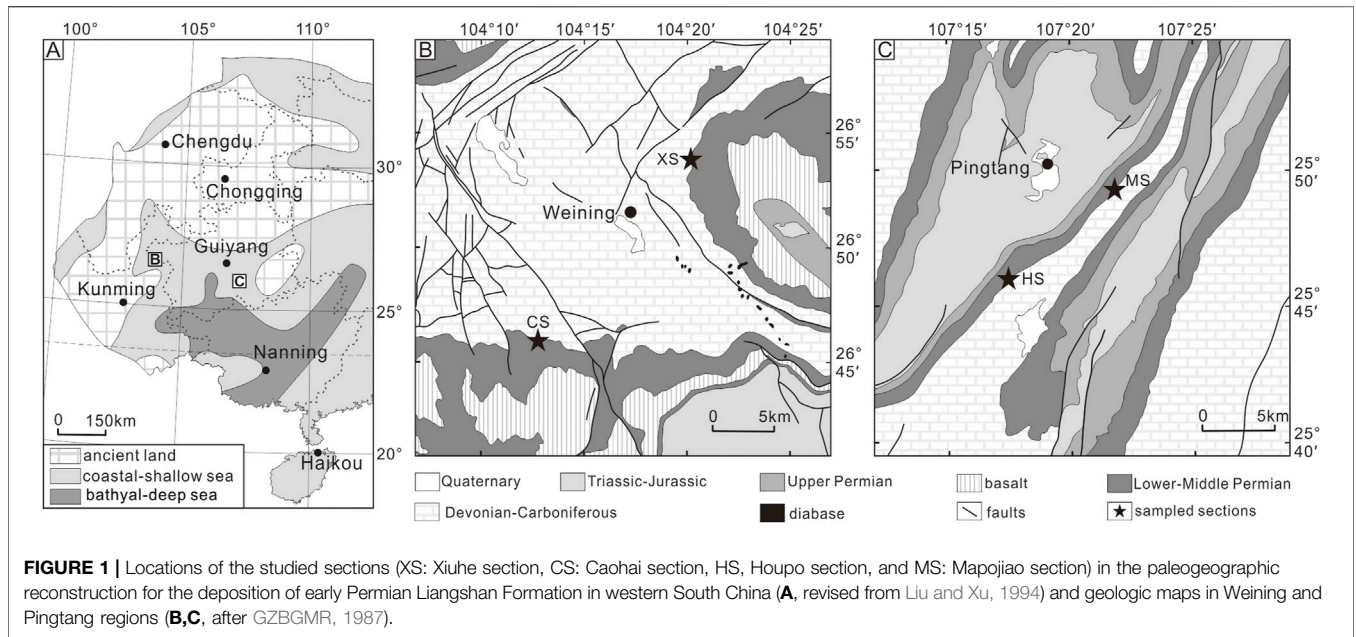 100° 105° 110°
A
Chengdu
Chongqing
30°
Guiyang
B
C
Kunming
25°
Nanning
0 150km
ancient land
coastal-shallow sea
bathyal-deep sea
Haikou
20°
B
104°10′ 104°15′ 104°20′ 104°25′
26°
55′
XS
Weining
26°
50′
CS
26°
45′
0 5km
C
107°15′ 107°20′ 107°25′
Pingtang
25°
50′
MS
HS
25°
45′
0 5km
25°
40′
Quaternary Triassic-Jurassic Upper Permian basalt Lower-Middle Permian
Devonian-Carboniferous diabase faults sampled sections
FIGURE 1 | Locations of the studied sections (XS: Xiuhe section, CS: Caohai section, HS, Houpo section, and MS: Mapojiao section) in the paleogeographic
reconstruction for the deposition of early Permian Liangshan Formation in western South China (A, revised from Liu and Xu, 1994) and geologic maps in Weining and
Pingtang regions (B,C, after GZBGMR, 1987).